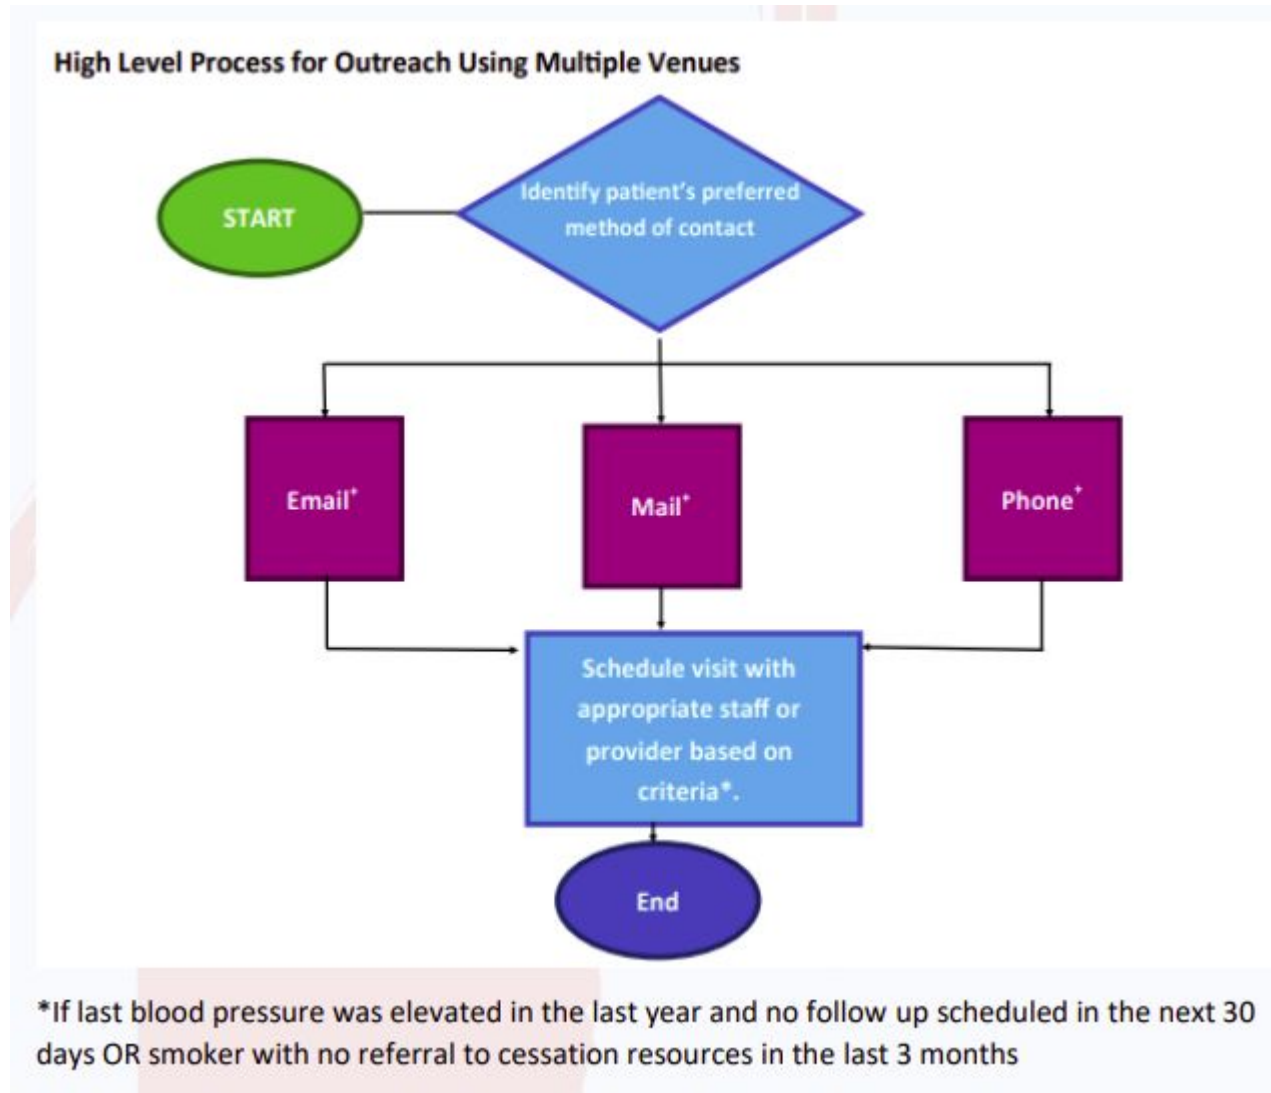 High Level Process for Outreach Using Multiple Venues
START
Identify patient's preferred
method of contact
Email⁺
Mail⁺
Phone⁺
Schedule visit with
appropriate staff or
provider based on
criteria*.
End
*If last blood pressure was elevated in the last year and no follow up scheduled in the next 30
days OR smoker with no referral to cessation resources in the last 3 months